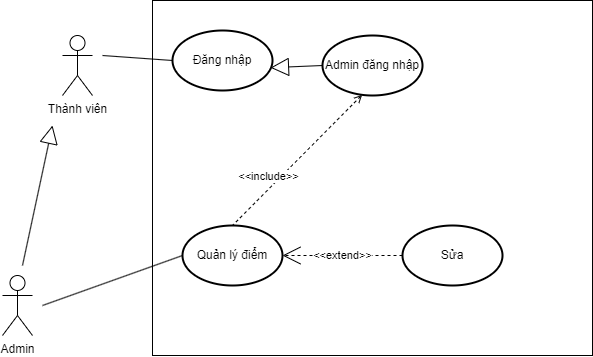 Đăng nhập
Admin đăng nhập
Thành viên
<<include>>
Quản lý điểm
<<extend>>
Sửa
Admin